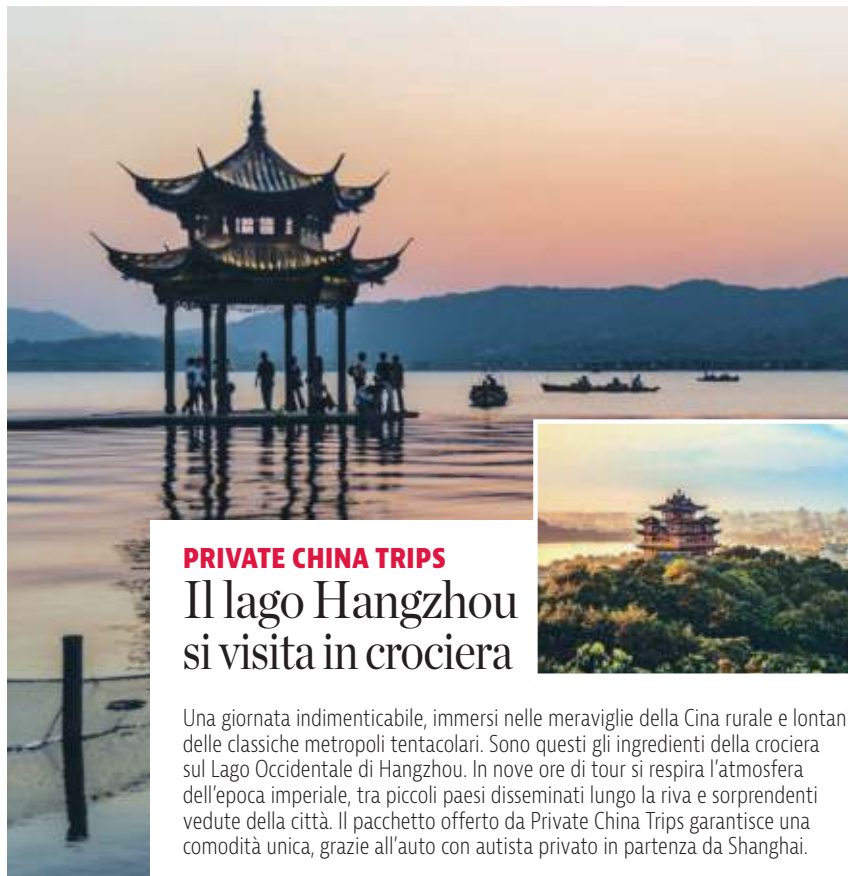 PRIVATE CHINA TRIPS
Il lago Hangzhou
si visita in crociera
Una giornata indimenticabile, immersi nelle meraviglie della Cina rurale e lontan
delle classiche metropoli tentacolari. Sono questi gli ingredienti della crociera
sul Lago Occidentale di Hangzhou. In nove ore di tour si respira l’atmosfera
dell’epoca imperiale, tra piccoli paesi disseminati lungo la riva e sorprendenti
vedute della città. Il pacchetto offerto da Private China Trips garantisce una
comodità unica, grazie all’auto con autista privato in partenza da Shanghai.